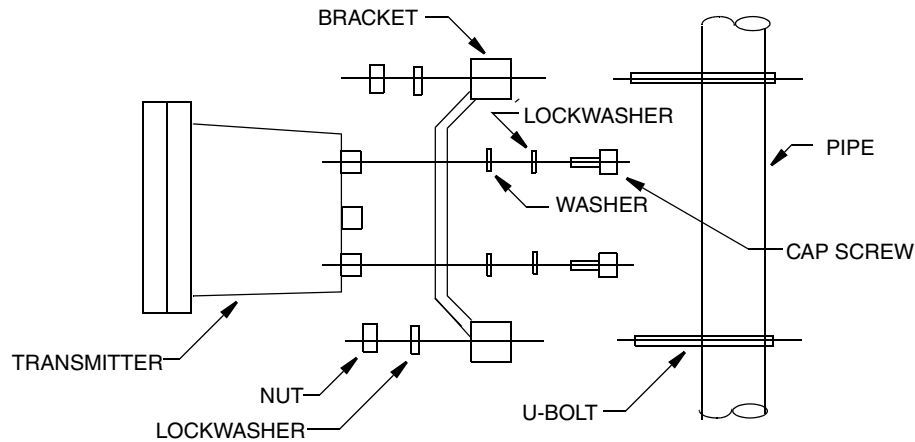 BRACKET
LOCKWASHER
PIPE
WASHER
CAP SCREW
TRANSMITTER
NUT
U-BOLT
LOCKWASHER